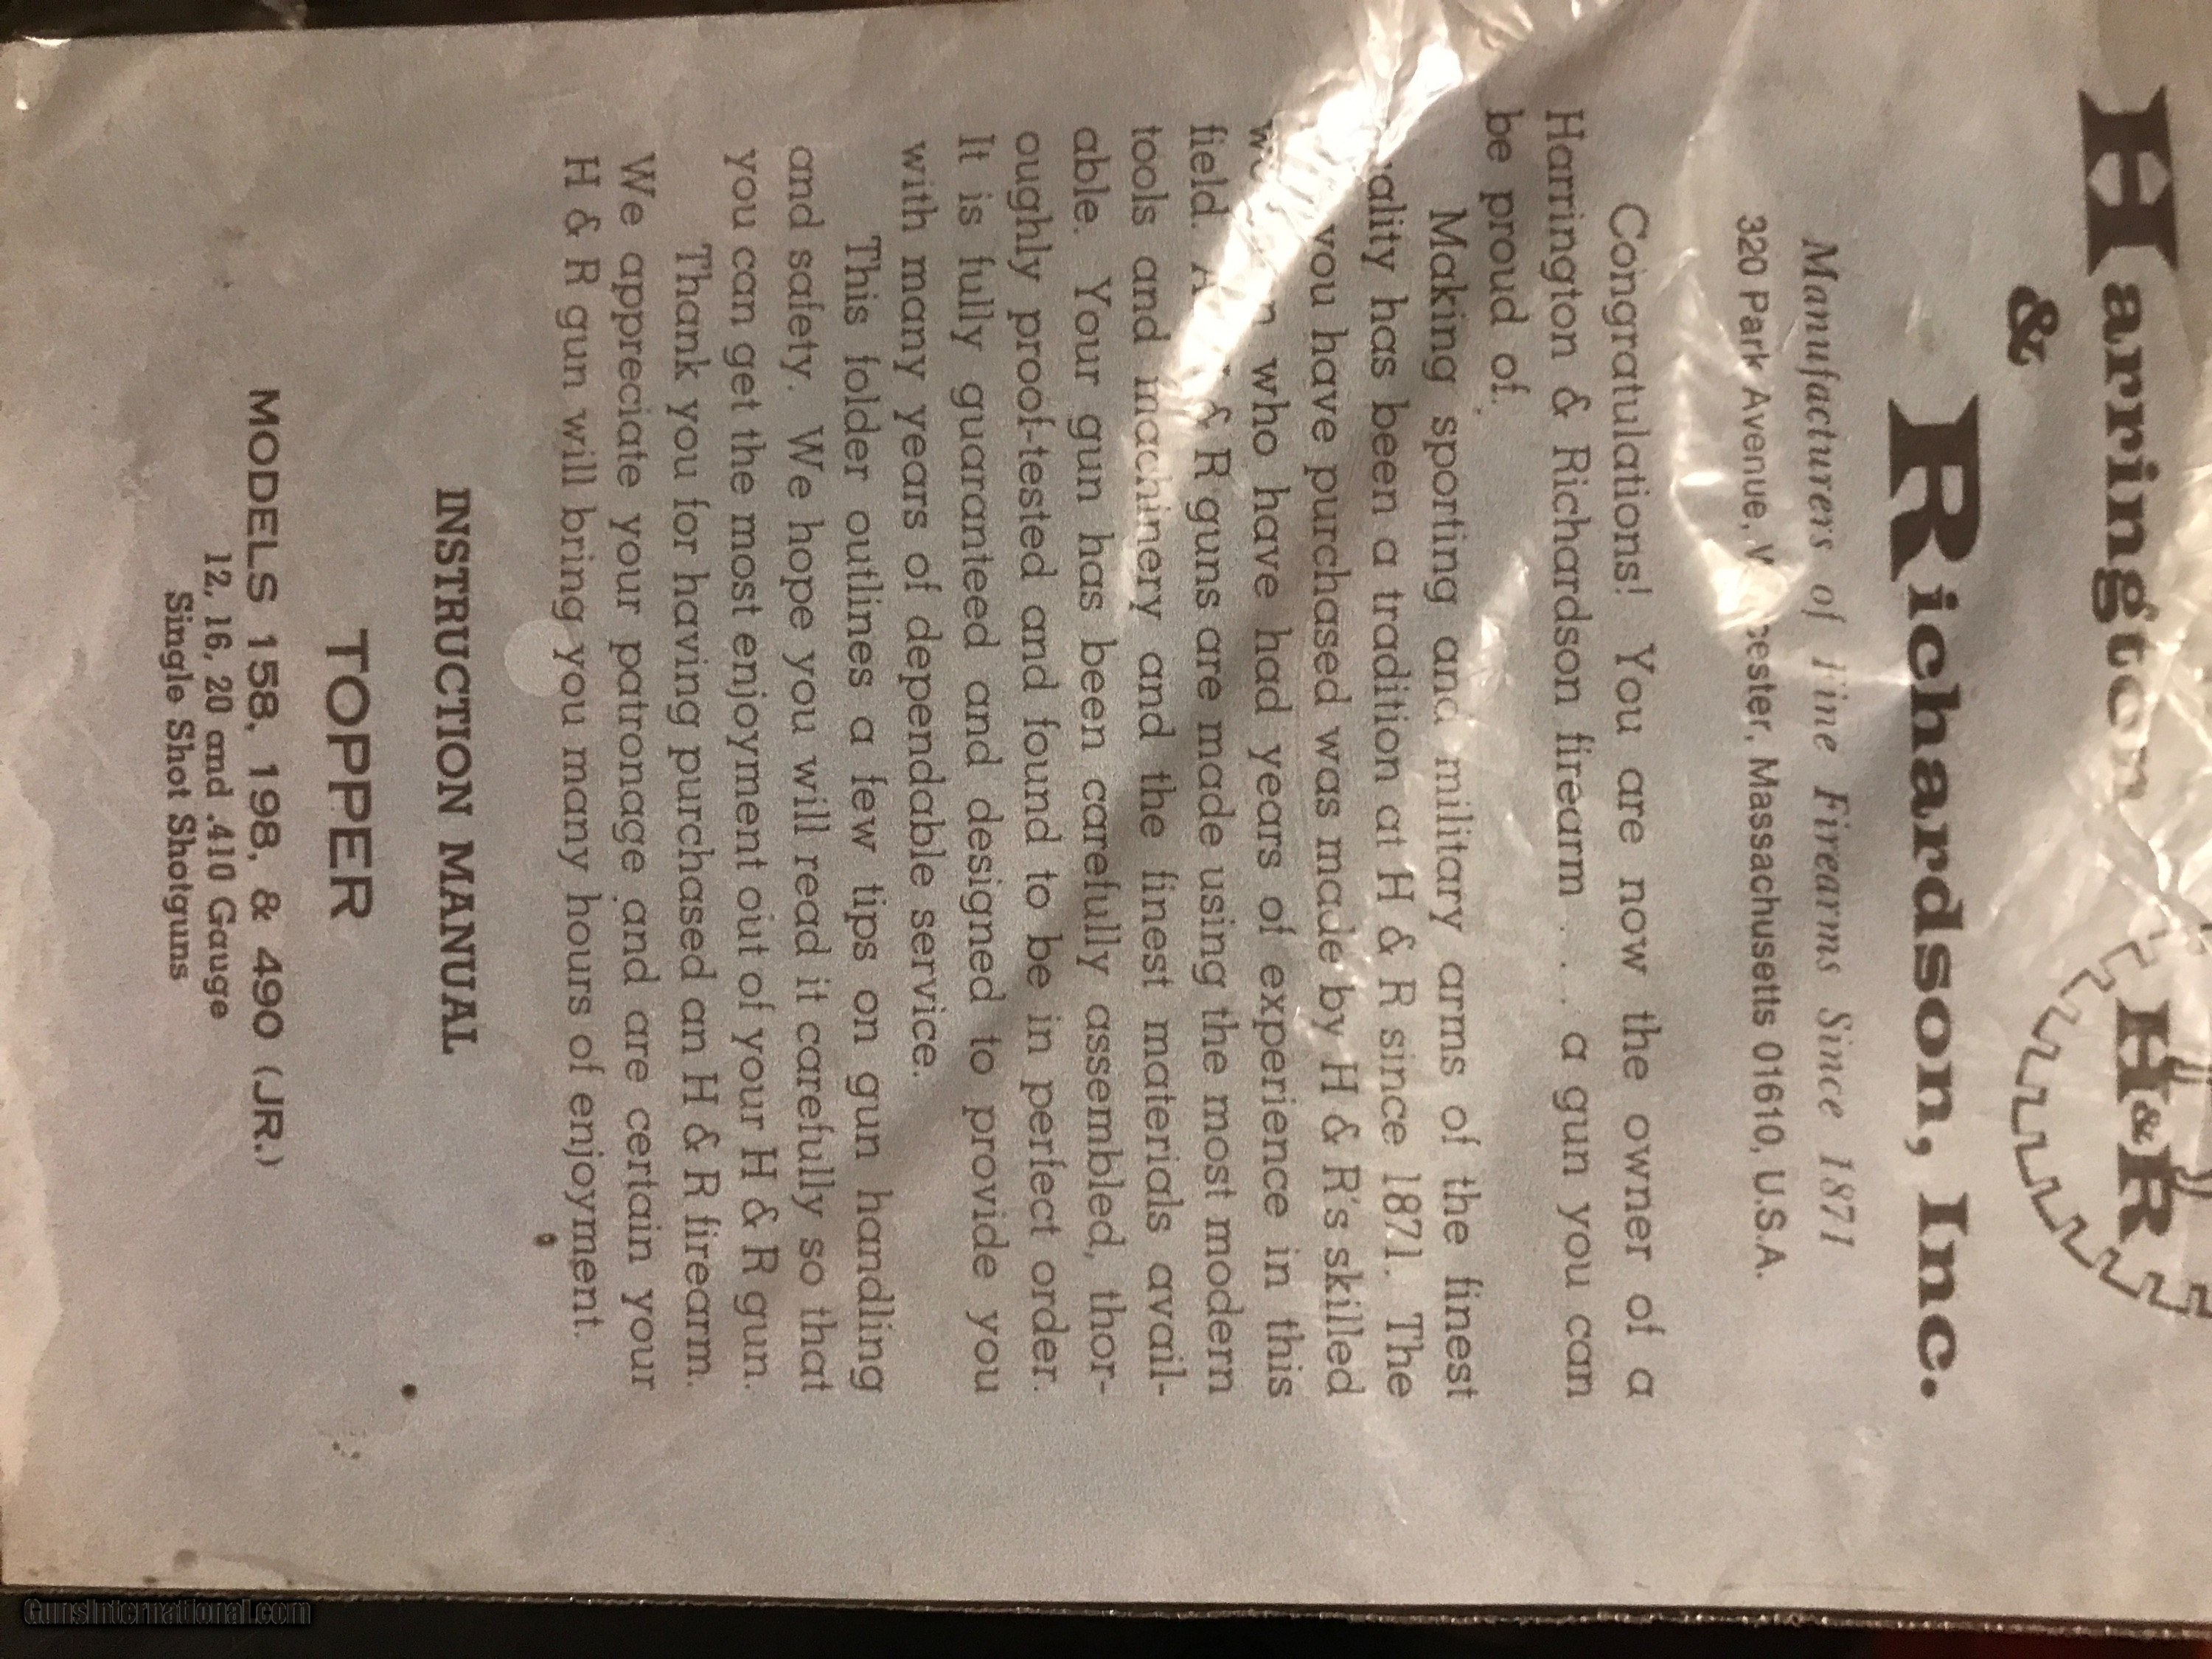 Harrington
&
Richardson, Inc.
H&R
Manufacturers of Fine Firearms Since 1871
320 Park Avenue, Massachusetts 01610, U.S.A.
Congratulations! You are now the owner of a
Harrington & Richardson firearm . . . a gun you can
be proud of.
Making sporting and military arms of the finest
has been a tradition at H & R since 1871. The
you have purchased was made by H & R's skilled
who have had years of experience in this
field. & R guns are made using the most modern
tools and machinery and the finest materials avail-
able. Your gun has been carefully assembled, thor-
oughly proof-tested and found to be in perfect order.
It is fully guaranteed and designed to provide you
with many years of dependable service.
This folder outlines a few tips on gun handling
and safety. We hope you will read it carefully so that
you can get the most enjoyment out of your H & R gun.
Thank you for having purchased an H & R firearm.
We appreciate your patronage and are certain your
H & R gun will bring you many hours of enjoyment.
INSTRUCTION MANUAL
TOPPER
MODELS 158, 198, & 490 (JR.)
12, 16, 20 and .410 Gauge
Single Shot Shotguns
GunsInternational.com